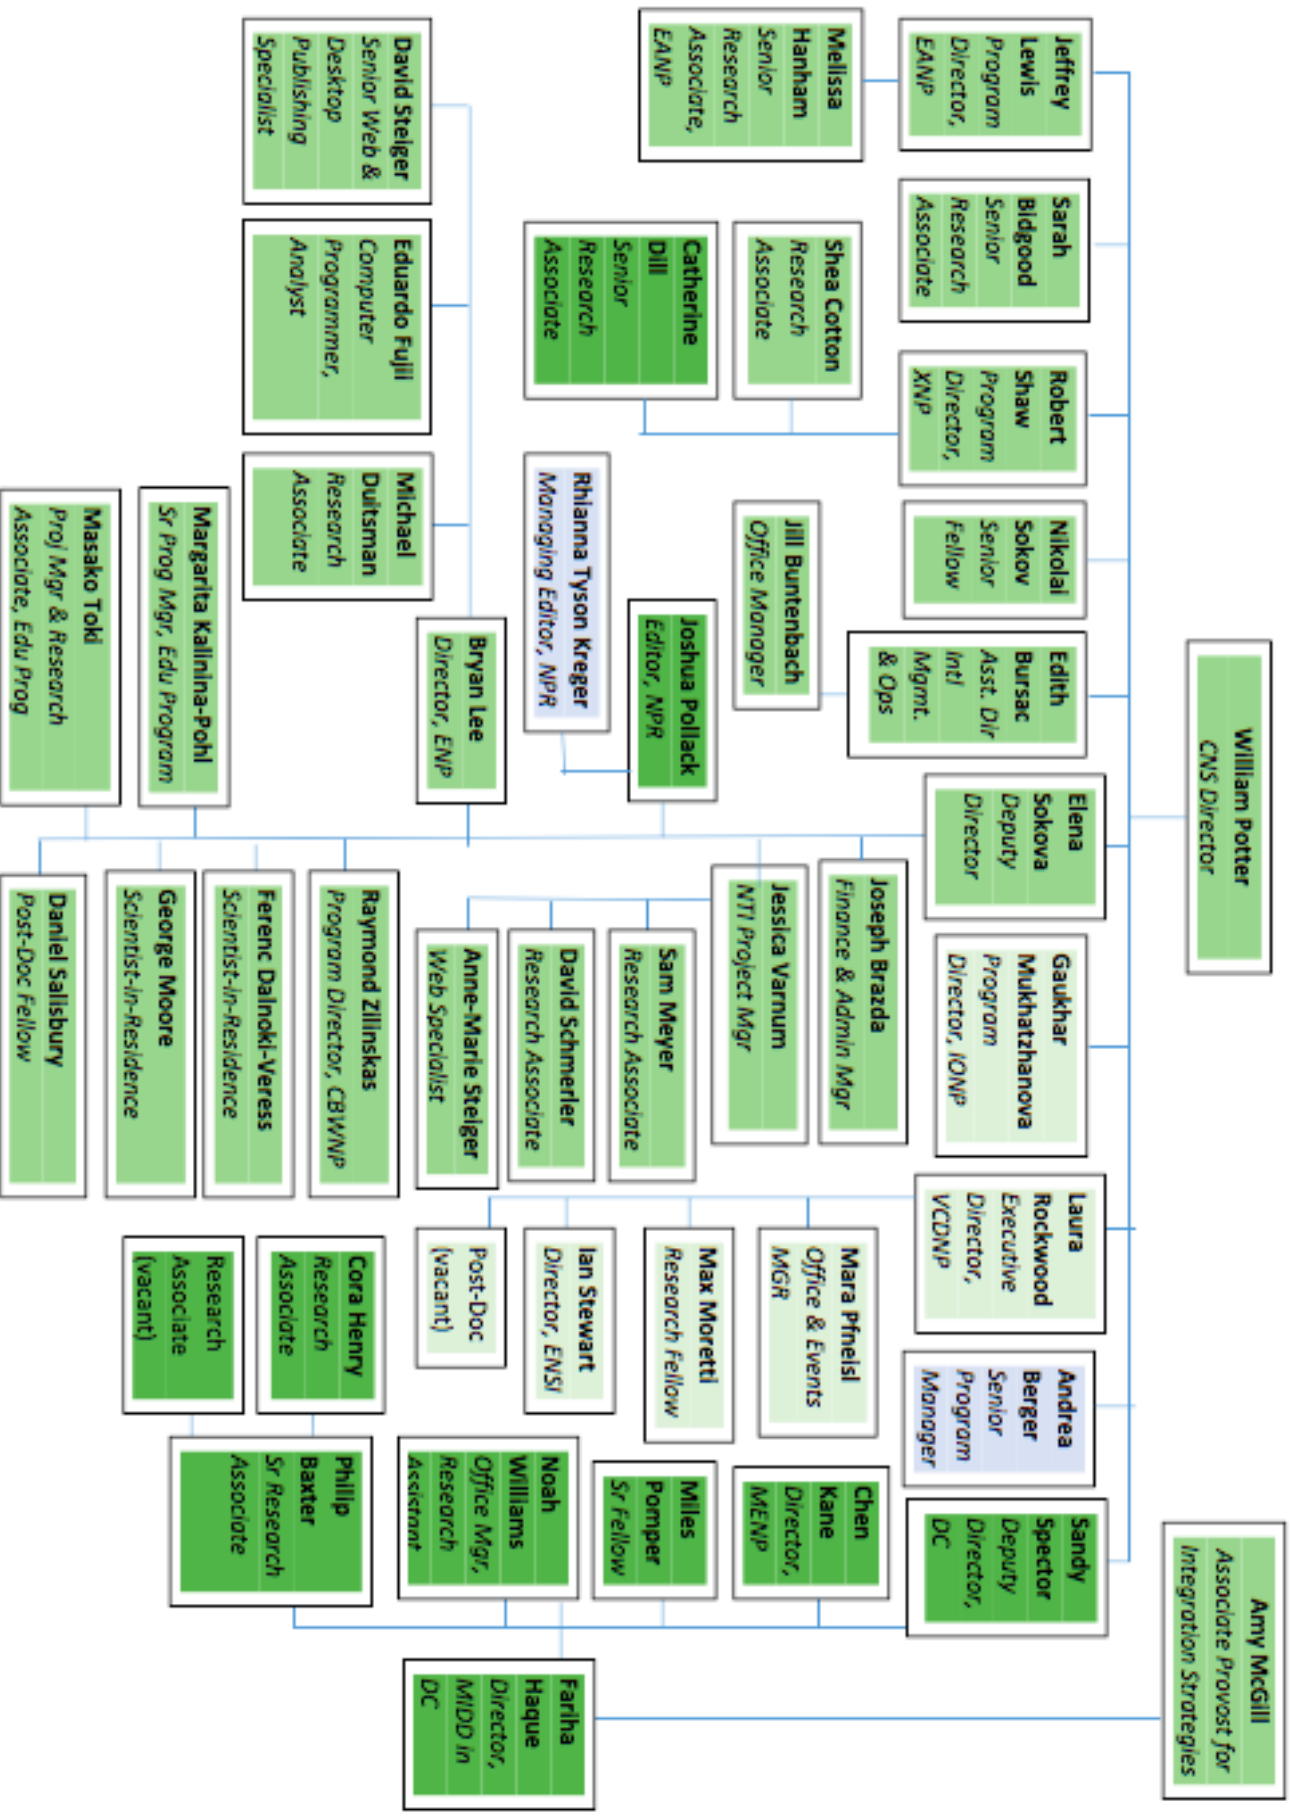 William Potter
CNS Director
Amy McGill
Associate Provost for
Integration Strategies
Jeffrey
Lewis
Program
Director,
EANP
Sarah
Bidgood
Senior
Research
Associate
Robert
Shaw
Program
Director,
XNP
Nikolai
Sokov
Senior
Fellow
Edith
Bursac
Asst. Dir
Intl
Mgmt.
& Ops
Elena
Sokova
Deputy
Director
Gaukhar
Mukhatzhanova
Program
Director, IONP
Laura
Rockwood
Executive
Director,
VCDNP
Andrea
Berger
Senior
Program
Manager
Sandy
Spector
Deputy
Director,
DC
Melissa
Hanham
Senior
Research
Associate,
EANP
Shea Cotton
Research
Associate
Catherine
Dill
Senior
Research
Associate
Jill Buntenbach
Office Manager
Joseph Brazda
Finance & Admin Mgr
Jessica Varnum
NTI Project Mgr
Sam Meyer
Research Associate
David Schmerler
Research Associate
Anne-Marie Steiger
Web Specialist
Joshua Pollack
Editor, NPR
Rhianna Tyson Kreger
Managing Editor, NPR
Bryan Lee
Director, ENP
David Steiger
Senior Web &
Desktop
Publishing
Specialist
Eduardo Fujii
Computer
Programmer,
Analyst
Michael
Duitsman
Research
Associate
Margarita Kalinina-Pohl
Sr Prog Mgr, Edu Program
Masako Toki
Proj Mgr & Research
Associate, Edu Prog
Raymond Zilinskas
Program Director, CBWNP
Ferenc Dalnoki-Veress
Scientist-in-Residence
George Moore
Scientist-in-Residence
Daniel Salisbury
Post-Doc Fellow
Mara Pfneisl
Office & Events
MGR
Max Moretti
Research Fellow
Ian Stewart
Director, ENSI
Post-Doc
(vacant)
Chen
Kane
Director,
MENP
Miles
Pomper
Sr Fellow
Noah
Williams
Office Mgr,
Research
Assistant
Philip
Baxter
Sr Research
Associate
Cora Henry
Research
Associate
Research
Associate
(vacant)
Fariha
Haque
Director,
MIDD in
DC